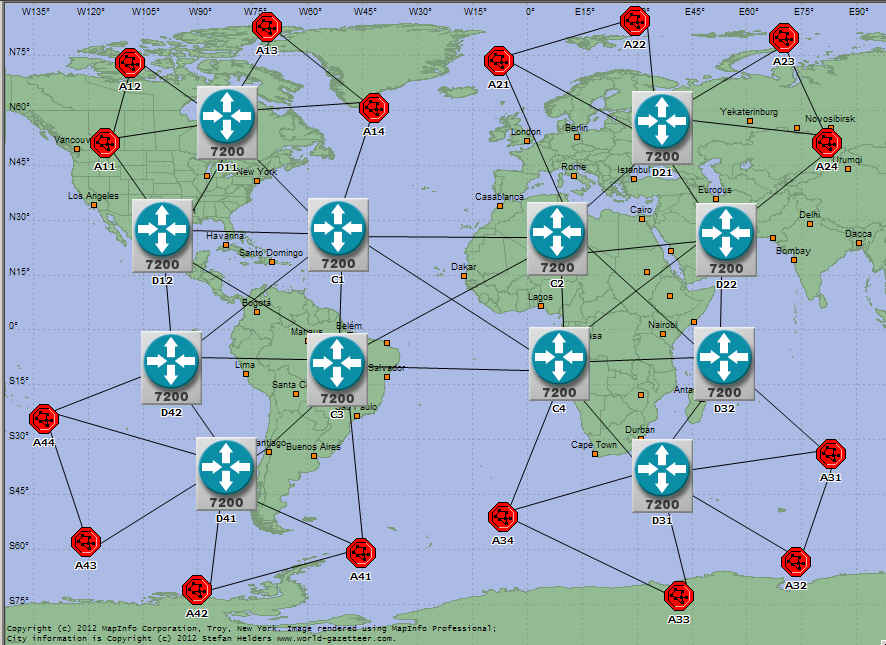 W135° W120° W105° W90° W75° W60° W45° W15° 0° E15° E45° E60° E75° E90°
A13
A22
A23
N75°
A12
A21
N60°
Yekaterinburg
Novosibirsk
A14
London
Berlin
Vancouv
7200
7200
A11
D11
D21
A24
Urumqi
N45°
New York
Rome
Istanbul
Los Angeles
Casablanca
Europus
N30°
Cairo
Delhi
Havanna
Dacca
Santo Domingo
Bombay
7200
7200
7200
7200
D12
C1
C2
D22
N15°
Dakar
Lagos
Bogotá
0°
Belém
Nairobi
asa
Lima
Salvador
S15°
Santa C
7200
7200
7200
7200
Anta
D42
C3
C4
D32
São Paulo
S30°
A44
antiago
Buenos Aires
Durban
Cape Town
A31
S45°
7200
7200
D41
D31
A34
S60°
A43
A41
A32
S75°
A42
A33
Copyright (c) 2012 MapInfo Corporation, Troy, New York. Image rendered using MapInfo Professional;
City information is Copyright (c) 2012 Stefan Helders www.world-gazetteer.com.